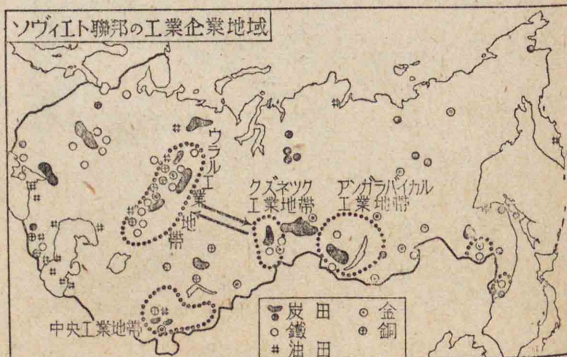 ソヴィエト聯邦の工業企業地域
ウラル工業地帯
クズネツク
工業地帯
アンガラバイカル
工業地帯
中央工業地帯
炭田
鐵
油田
金
銅